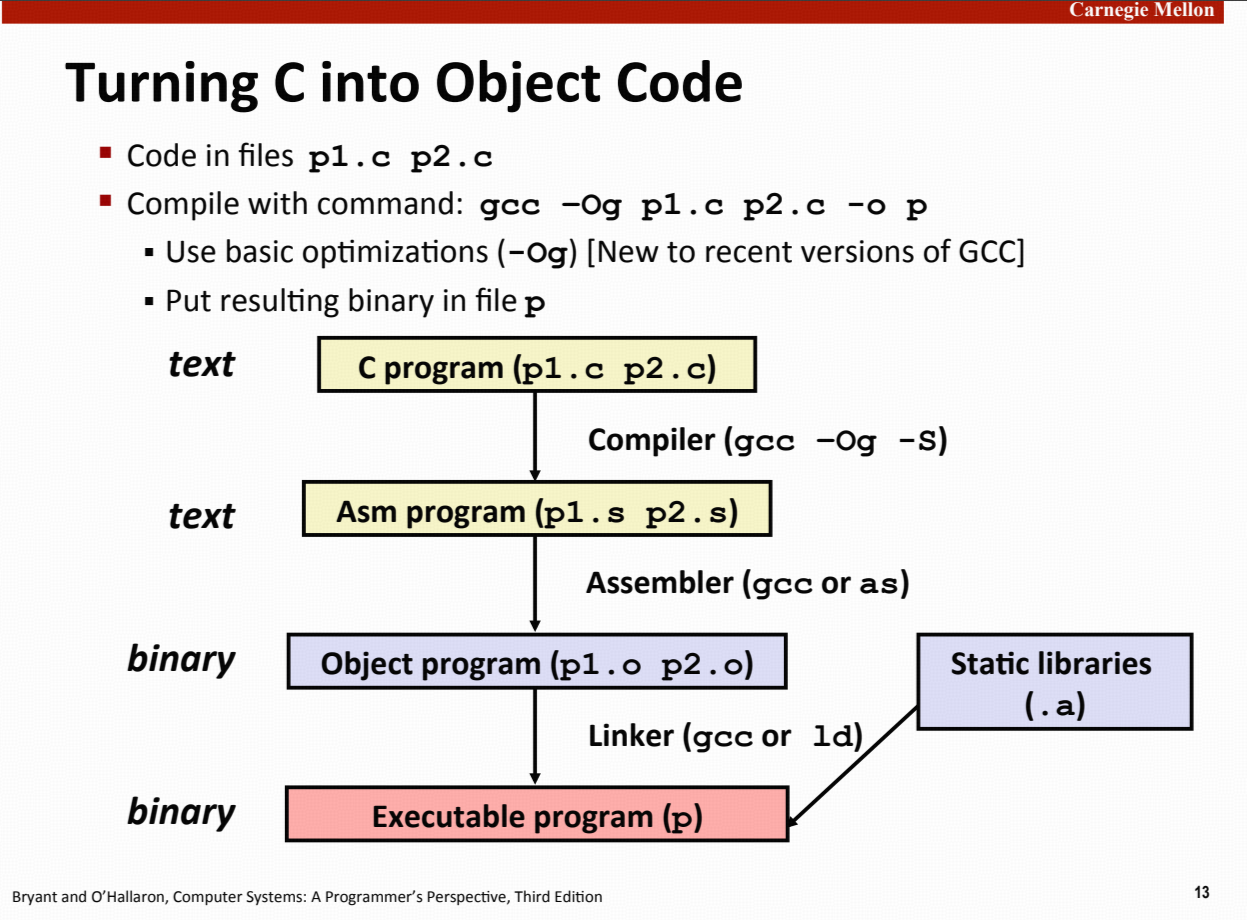 Carnegie Mellon
Turning C into Object Code
▪ Code in files p1.c p2.c
▪ Compile with command: gcc –Og p1.c p2.c -o p
▪ Use basic optimizations (-Og) [New to recent versions of GCC]
▪ Put resulting binary in file p
text
C program (p1.c p2.c)
Compiler (gcc –Og -S)
text
Asm program (p1.s p2.s)
Assembler (gcc or as)
binary
Object program (p1.o p2.o)
Static libraries
(.a)
Linker (gcc or ld)
binary
Executable program (p)
Bryant and O’Hallaron, Computer Systems: A Programmer’s Perspective, Third Edition
13